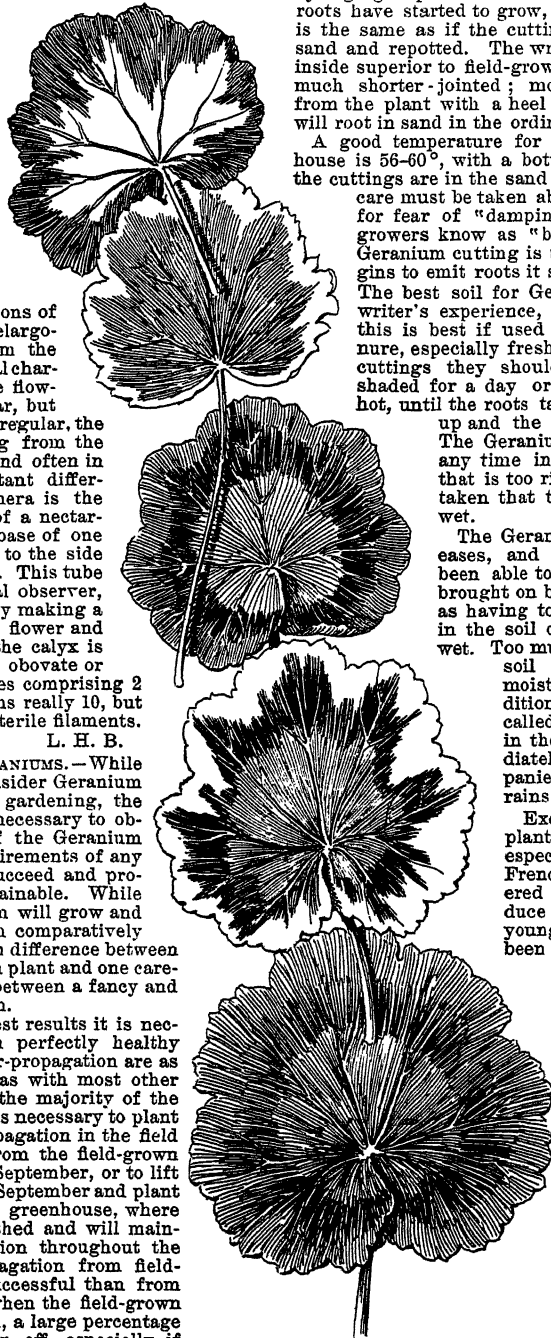 ons of
elargo-
m the
l char-
e flow-
ar, but
regular, the
g from the
nd often in
tant differ-
nera is the
of a nectar-
base of one
to the side
. This tube
al observer,
y making a
flower and
he calyx is
obovate or
es comprising 2
ns really 10, but
terile filaments.
L. H. B.
ANIUMS.—While
sider Geranium
gardening, the
necessary to ob-
f the Geranium
irements of any
ucceed and pro-
ainable. While
n will grow and
n comparatively
n difference between
plant and one care-
between a fancy and
n.
est results it is nec-
perfectly healthy
r-propagation are as
as with most other
the majority of the
s necessary to plant
pagation in the field
rom the field-grown
September, or to lift
September and plant
greenhouse, where
shed and will main-
ion throughout the
agation from field-
ccessful than from
hen the field-grown
, a large percentage
off, especially if
roots have started to grow,
is the same as if the cutti
sand and repotted. The wr
inside superior to field-grow
much shorter-jointed; mo
from the plant with a heel
will root in sand in the ordin
A good temperature for
house is 56-60°, with a bot
the cuttings are in the sand
care must be taken ab
for fear of "dampin
growers know as "b
Geranium cutting is t
gins to emit roots it s
The best soil for Ge
writer's experience,
this is best if used
nure, especially fresh
cuttings they shoul
shaded for a day or
hot, until the roots ta
up and the
The Geraniu
any time in
that is too ri
taken that t
wet.
The Geran
eases, and
been able to
brought on b
as having to
in the soil o
wet. Too mu
soil
moist
dition
called
in the
diatel
panie
rains
Exc
plant
espec
Frenc
ered
duce
young
been